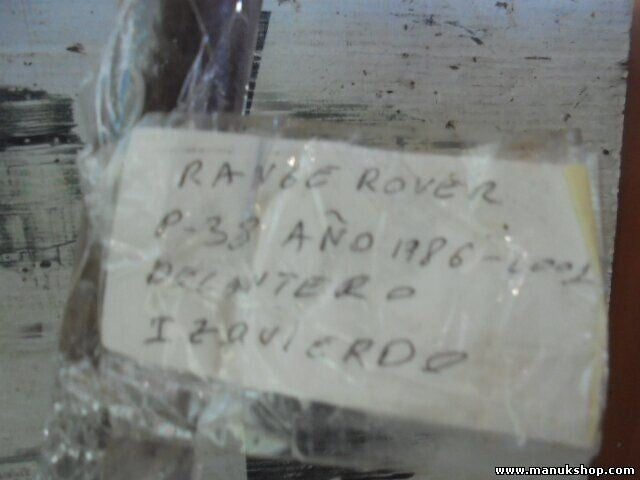 RANGE ROVER
P-38 AÑO 1986-2001
DELANTERO
IZQUIERDO
www.manukshop.com